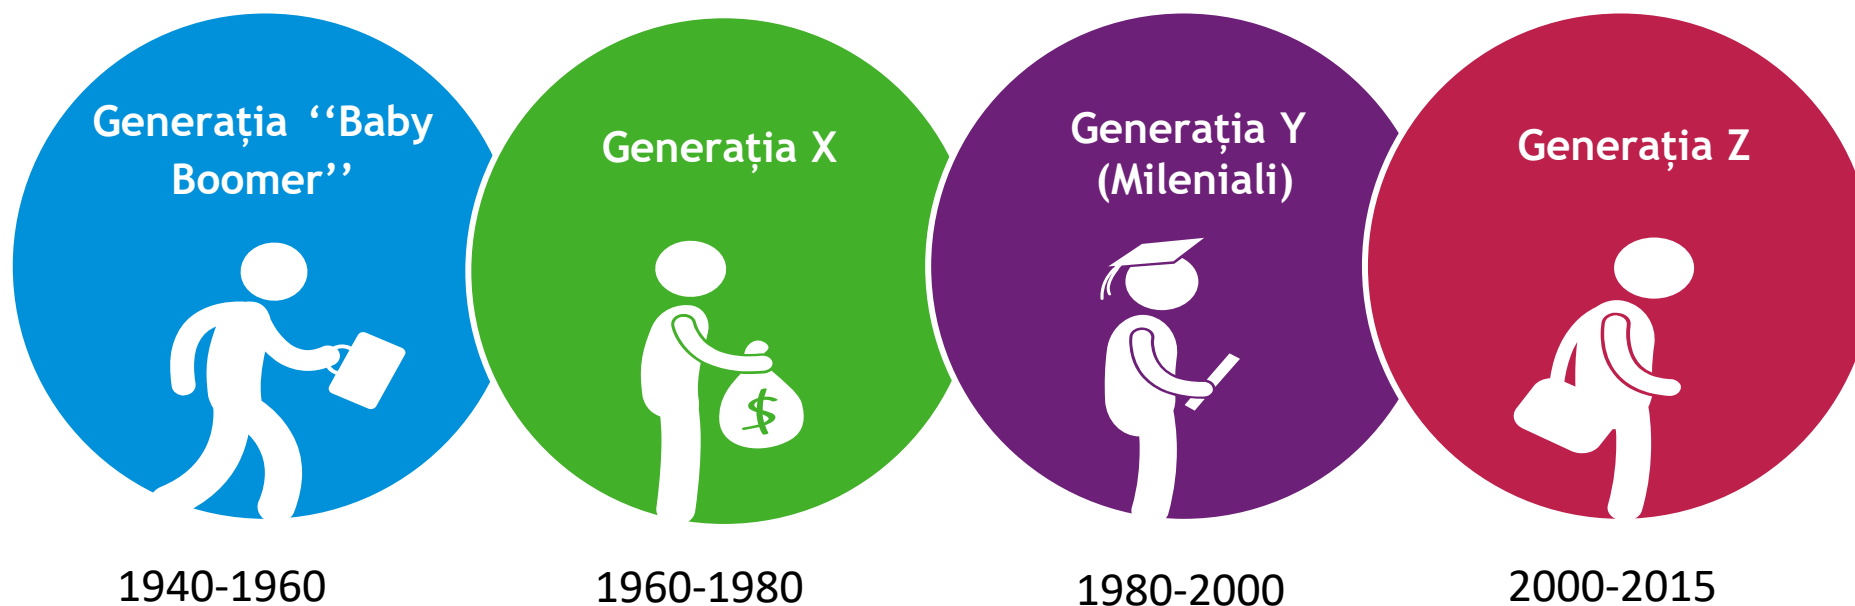 Generația ‘‘Baby
Boomer’’
Generația X
Generația Y
(Mileniali)
Generația Z
$
1940-1960
1960-1980
1980-2000
2000-2015